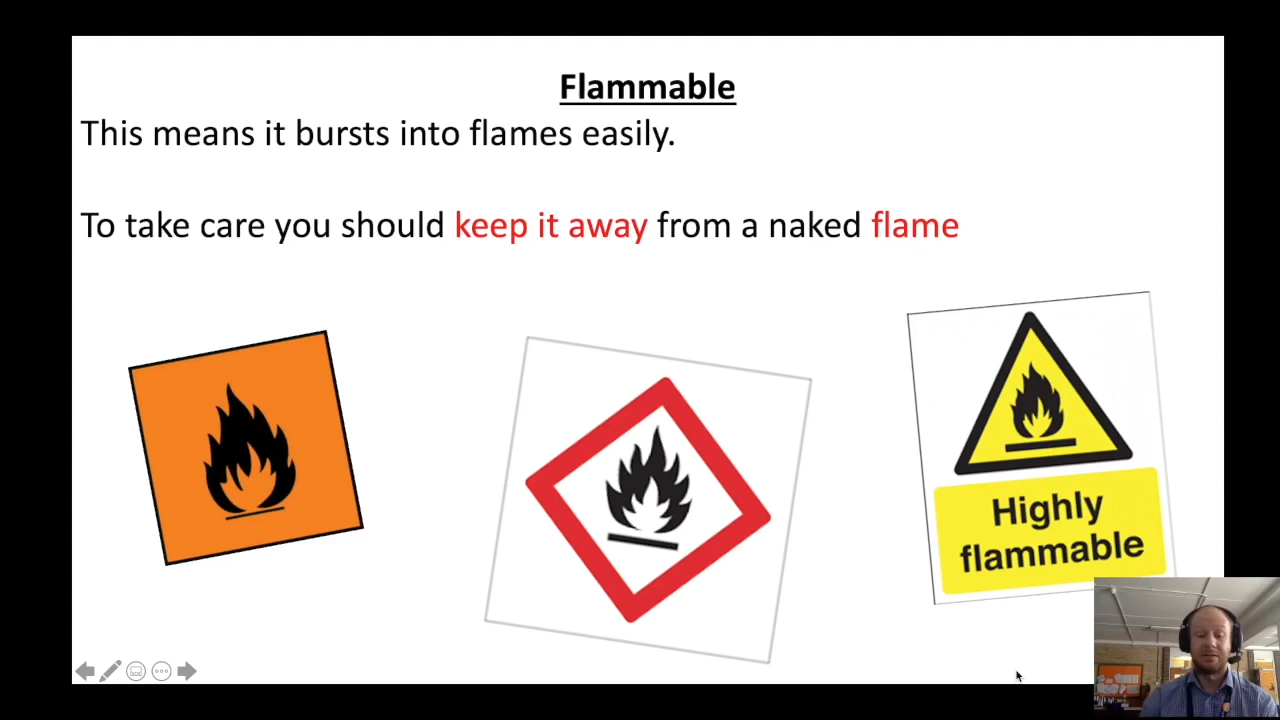 Flammable
This means it bursts into flames easily.
To take care you should keep it away from a naked flame
Highly
flammable